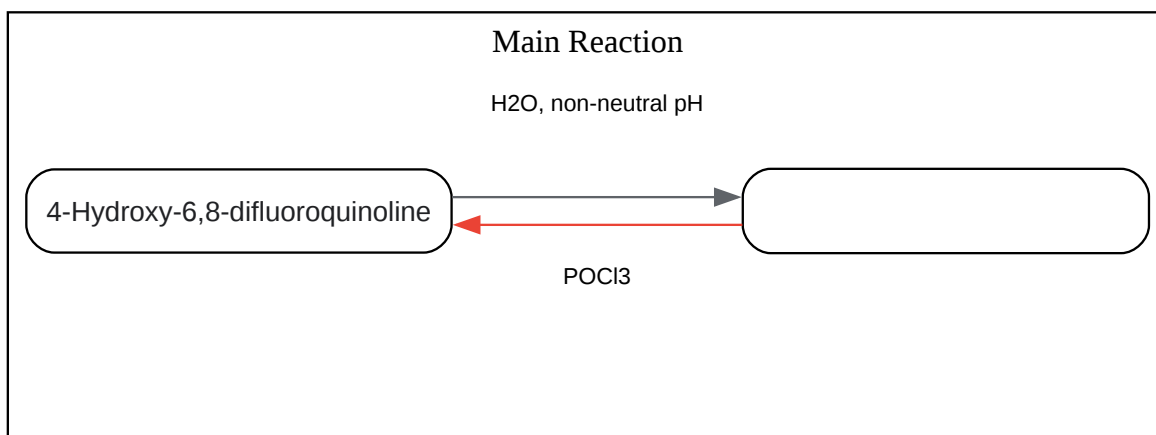 Main Reaction
H2O, non-neutral pH
4-Hydroxy-6,8-difluoroquinoline
POCl3